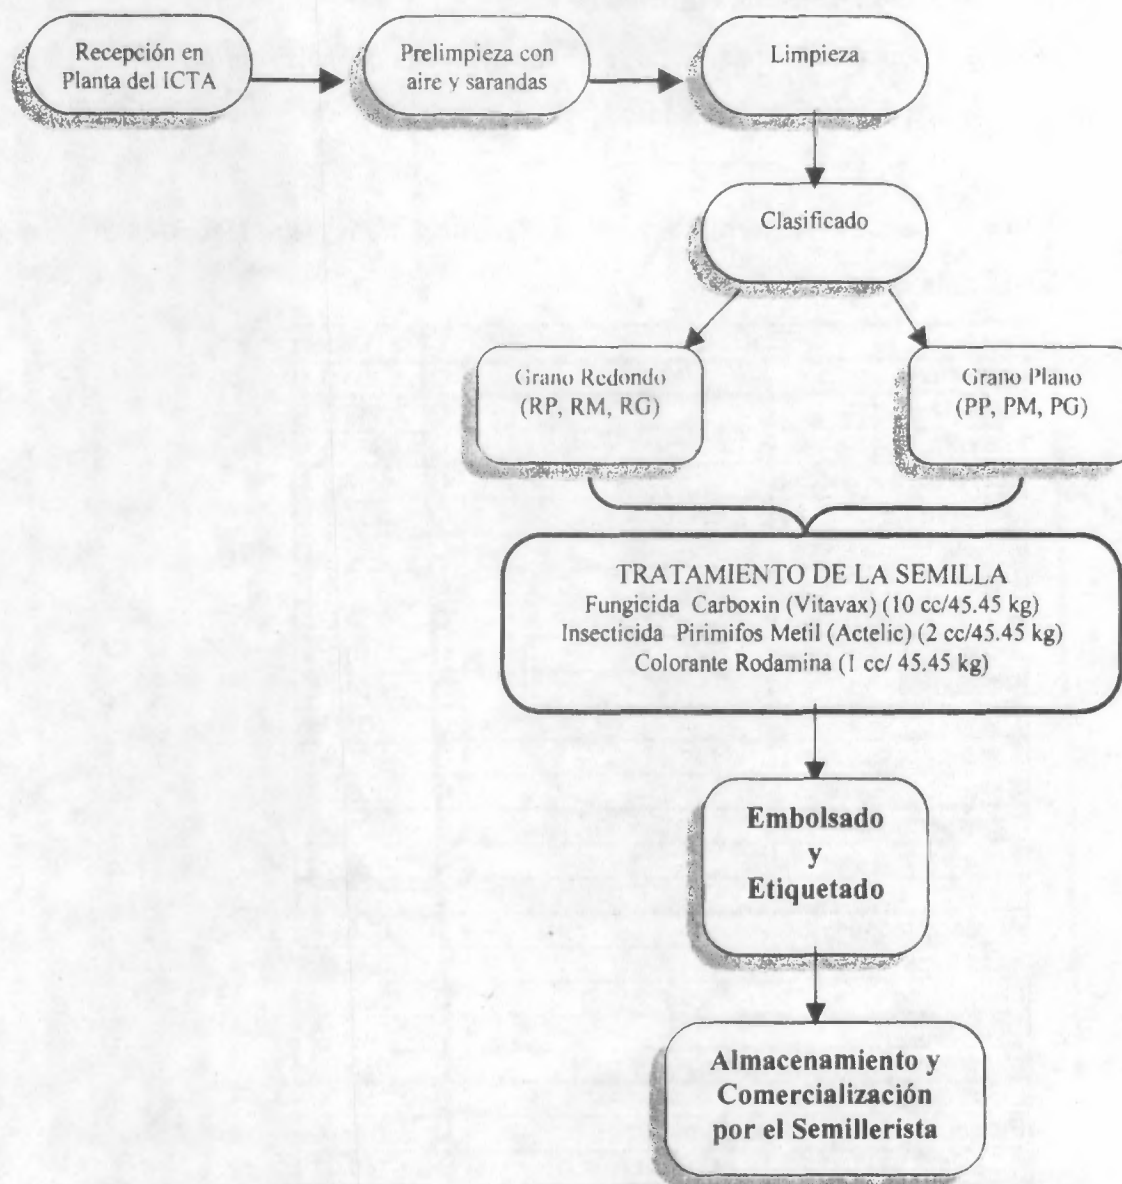 Recepción en
Planta del ICTA
Prelimpieza con
aire y sarandas
Limpieza
Clasificado
Grano Redondo
(RP, RM, RG)
Grano Plano
(PP, PM, PG)
TRATAMIENTO DE LA SEMILLA
Fungicida Carboxin (Vitavax) (10 cc/45.45 kg)
Insecticida Pirimifos Metil (Actelic) (2 cc/45.45 kg)
Colorante Rodamina (1 cc/ 45.45 kg)
Embolsado
y
Etiquetado
Almacenamiento y
Comercialización
por el Semillerista